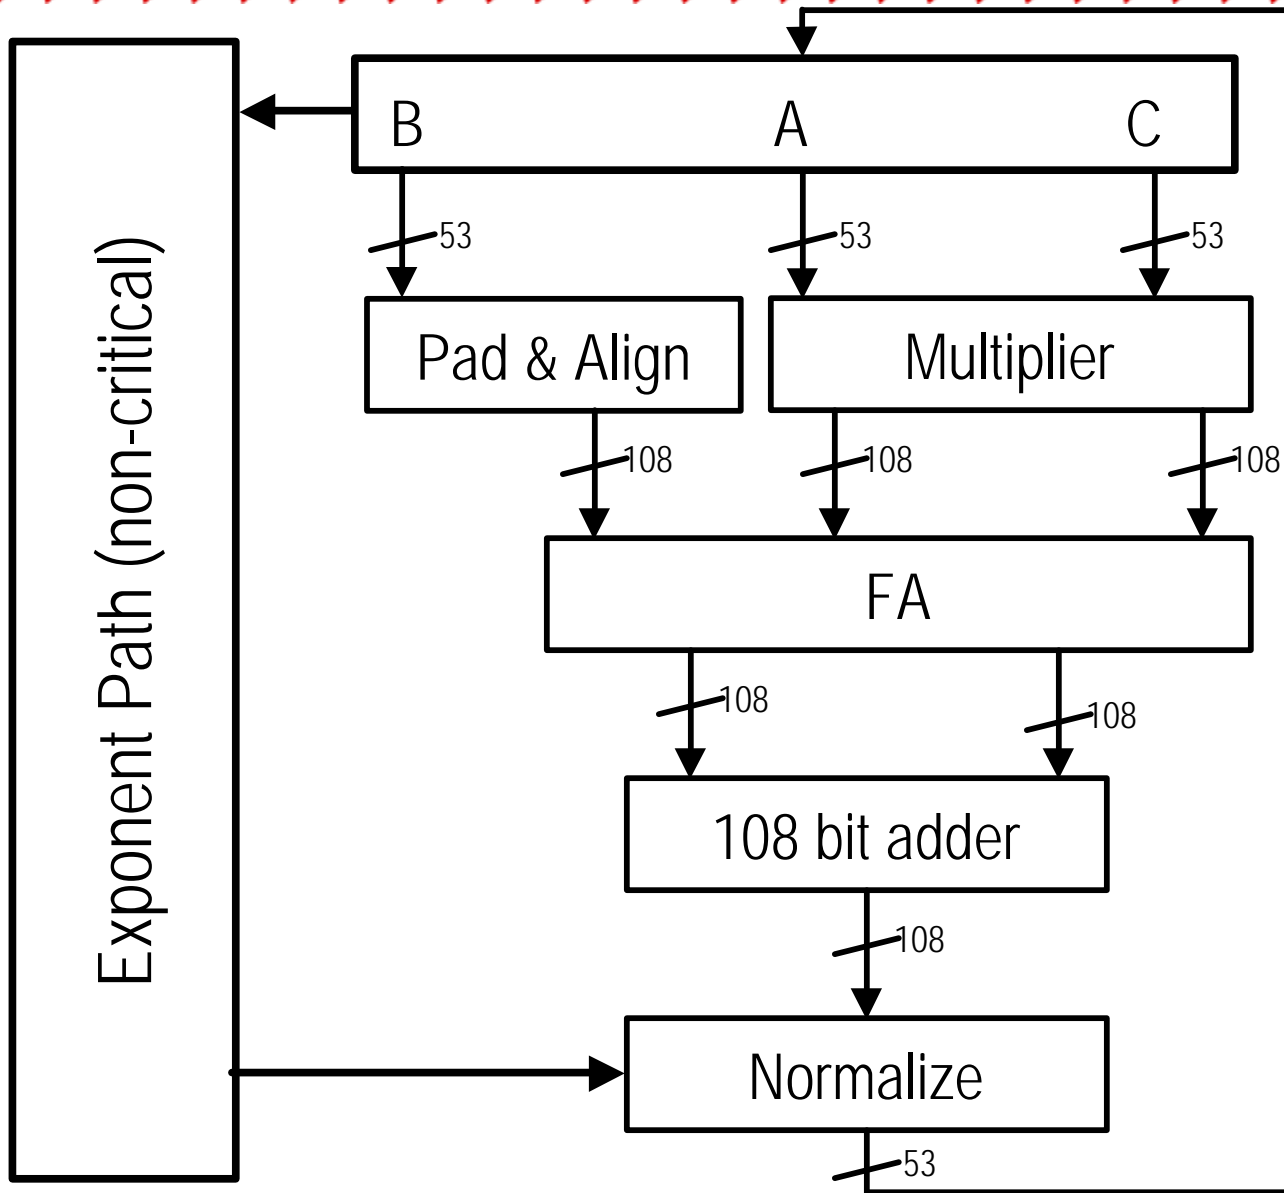 Exponent Path (non-critical)
B A C
53 53 53
Pad & Align Multiplier
108 108 108
FA
108 108
108 bit adder
108
Normalize
53